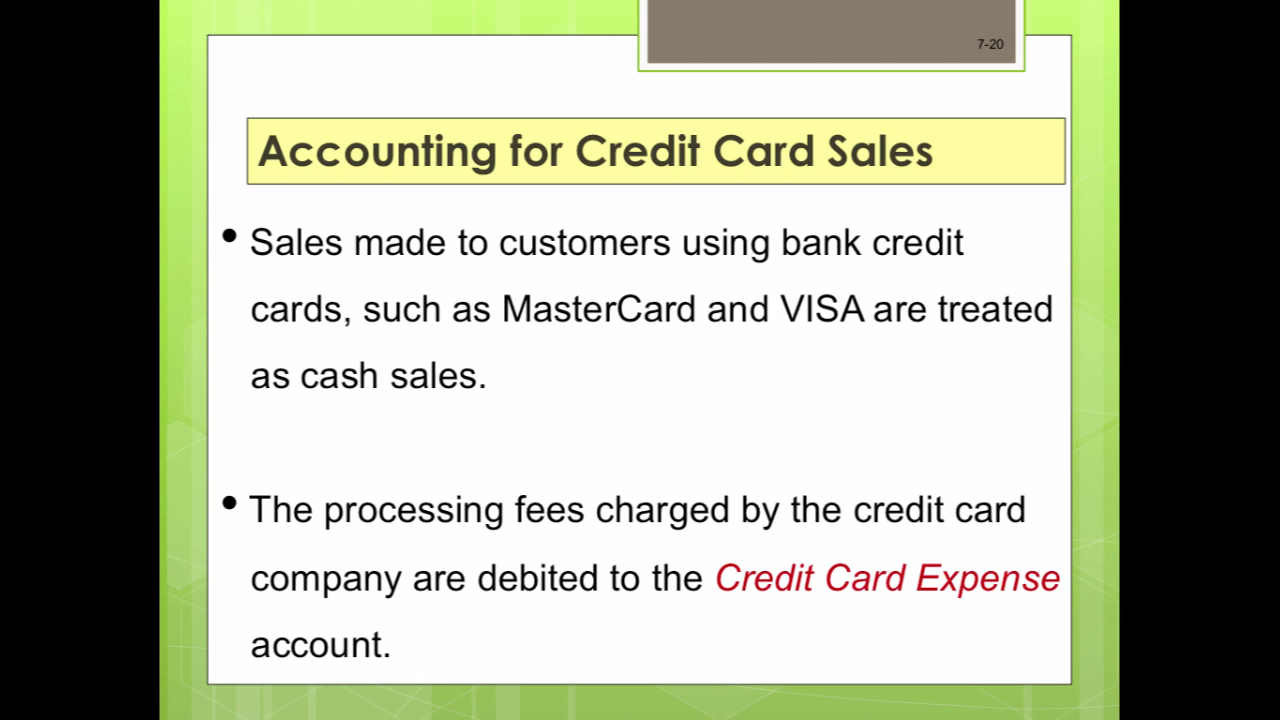 7-20
Accounting for Credit Card Sales
• Sales made to customers using bank credit
cards, such as MasterCard and VISA are treated
as cash sales.
• The processing fees charged by the credit card
company are debited to the Credit Card Expense
account.